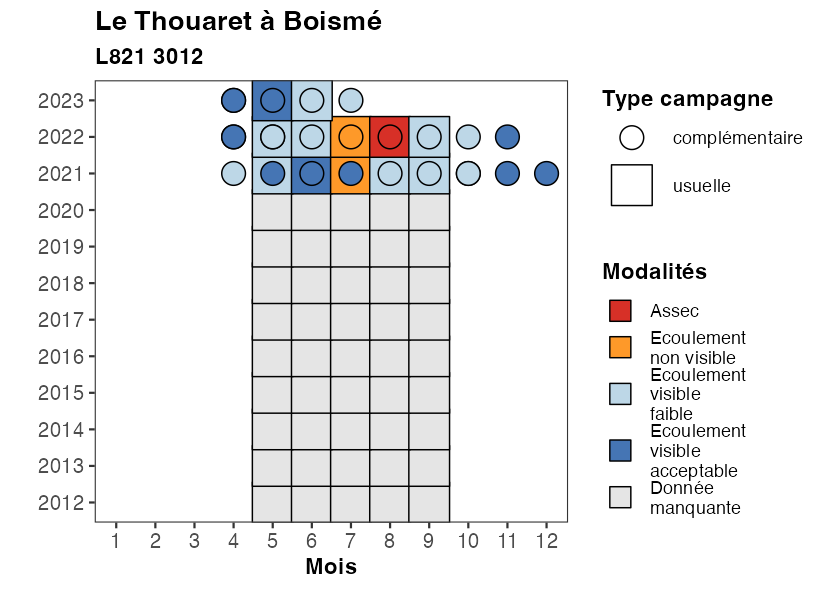 Le Thouaret à Boismé
L821 3012
2023
2022
2021
2020
2019
2018
2017
2016
2015
2014
2013
2012
1 2 3 4 5 6 7 8 9 10 11 12
Mois
Type campagne
complémentaire
usuelle
Modalités
Assec
Ecoulement
non visible
Ecoulement
visible
faible
Ecoulement
visible
acceptable
Donnée
manquante